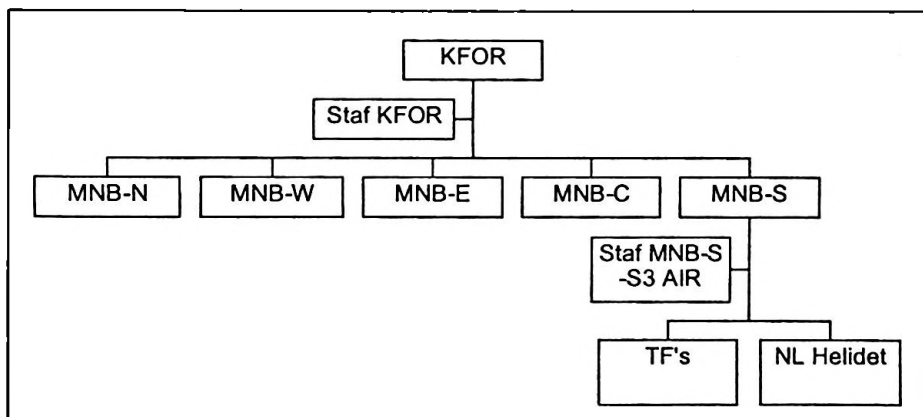 KFOR
Staf KFOR
MNB-N
MNB-W
MNB-E
MNB-C
MNB-S
Staf MNB-S
-S3 AIR
TF's
NL Helidet